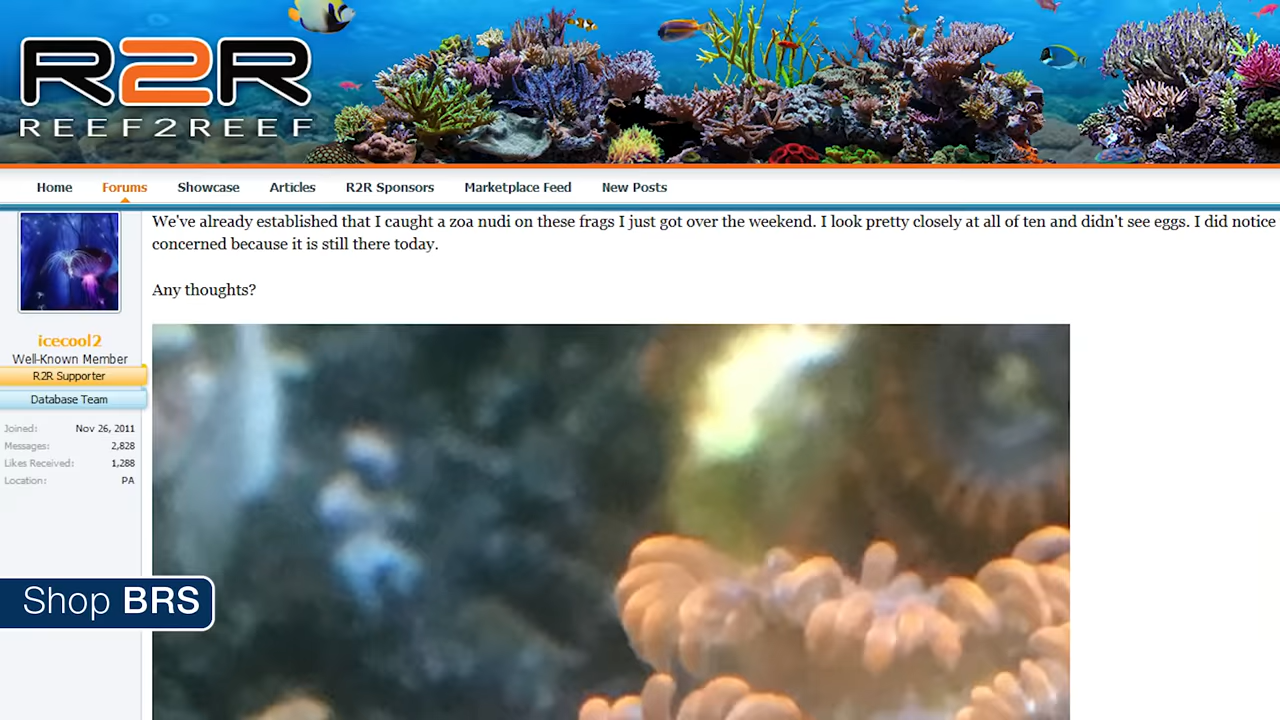 R2R
REEF2REEF
Home Forums Showcase Articles R2R Sponsors Marketplace Feed New Posts
We've already established that I caught a zoa nudi on these frags I just got over the weekend. I look pretty closely at all of ten and didn't see eggs. I did notice
concerned because it is still there today.
Any thoughts?
icecool2
Well-Known Member
R2R Supporter
Database Team
Joined: Nov 26, 2011
Messages: 2,828
Likes Received: 1,288
Location: PA
Shop BRS